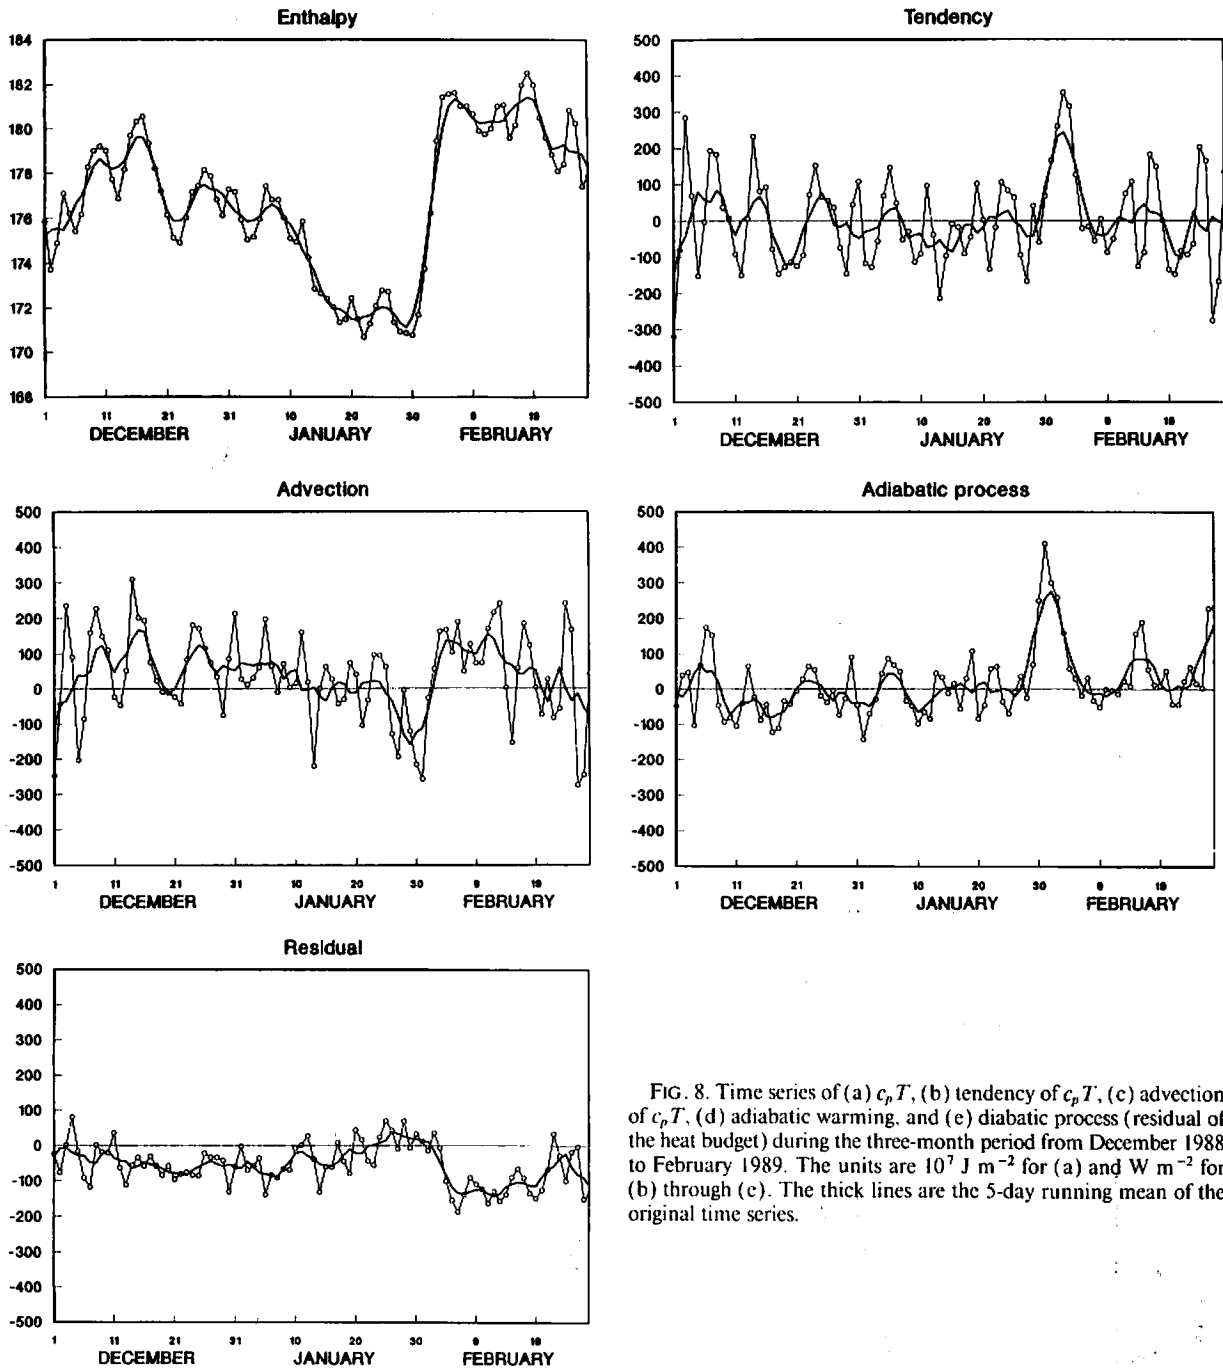 Enthalpy
184
182
180
178
176
174
172
170
168
1 11 21 31 10 20 30 9 19
DECEMBER JANUARY FEBRUARY
Tendency
500
400
300
200
100
0
-100
-200
-300
-400
-500
1 11 21 31 10 20 30 9 19
DECEMBER JANUARY FEBRUARY
Advection
500
400
300
200
100
0
-100
-200
-300
-400
-500
1 11 21 31 10 20 30 9 19
DECEMBER JANUARY FEBRUARY
Adiabatic process
500
400
300
200
100
0
-100
-200
-300
-400
-500
1 11 21 31 10 20 30 9 19
DECEMBER JANUARY FEBRUARY
Residual
500
400
300
200
100
0
-100
-200
-300
-400
-500
1 11 21 31 10 20 30 9 19
DECEMBER JANUARY FEBRUARY
FIG. 8. Time series of (a) cₚT, (b) tendency of cₚT, (c) advection
of cₚT, (d) adiabatic warming, and (e) diabatic process (residual of
the heat budget) during the three-month period from December 1988
to February 1989. The units are 10⁷ J m⁻² for (a) and W m⁻² for
(b) through (e). The thick lines are the 5-day running mean of the
original time series.